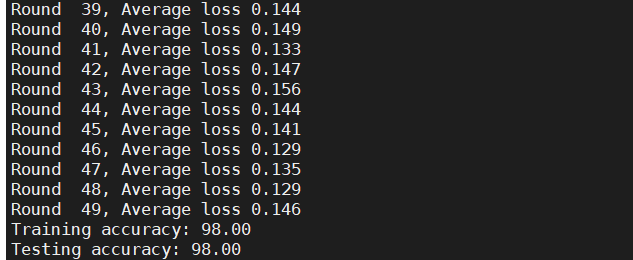 Round  39, Average loss 0.144
Round  40, Average loss 0.149
Round  41, Average loss 0.133
Round  42, Average loss 0.147
Round  43, Average loss 0.156
Round  44, Average loss 0.144
Round  45, Average loss 0.141
Round  46, Average loss 0.129
Round  47, Average loss 0.135
Round  48, Average loss 0.129
Round  49, Average loss 0.146
Training accuracy: 98.00
Testing accuracy: 98.00